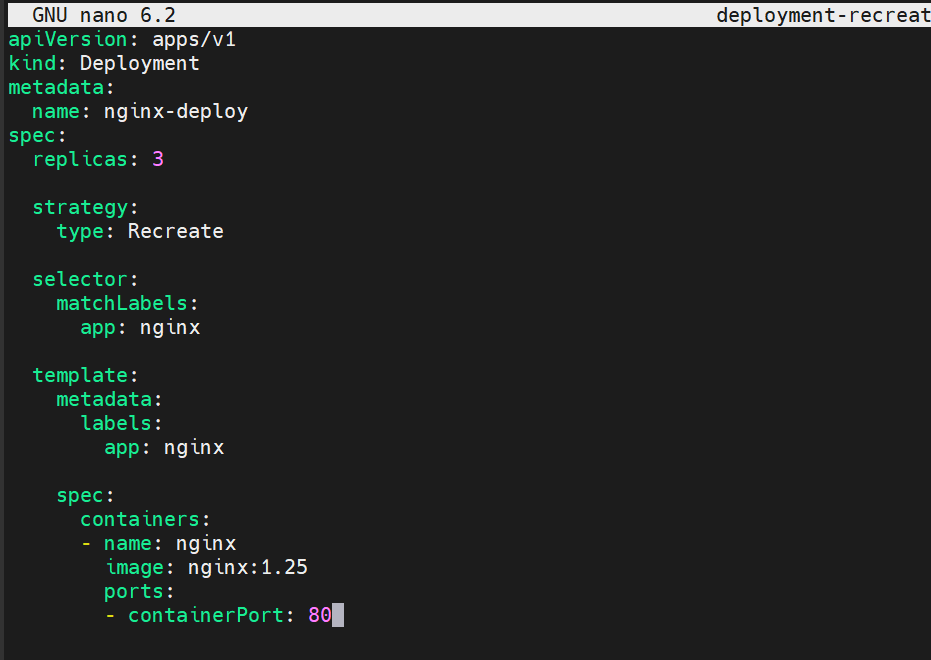 GNU nano 6.2 deployment-recreat
apiVersion: apps/v1
kind: Deployment
metadata:
  name: nginx-deploy
spec:
  replicas: 3

  strategy:
    type: Recreate

  selector:
    matchLabels:
      app: nginx

  template:
    metadata:
      labels:
        app: nginx

    spec:
      containers:
      - name: nginx
        image: nginx:1.25
        ports:
        - containerPort: 80